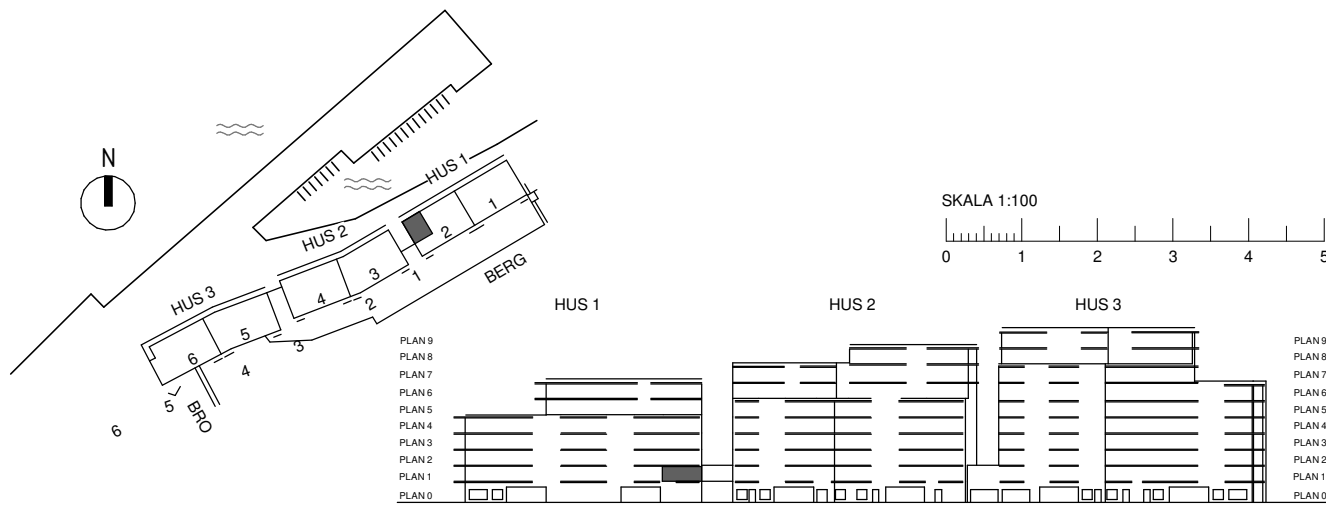 N
HUS 1
HUS 2
HUS 3
1
2
3
4
5
6
1
2
3
4
5
6
BERG
BRO
SKALA 1:100
0 1 2 3 4 5
HUS 1 HUS 2 HUS 3
PLAN 9 PLAN 9
PLAN 8 PLAN 8
PLAN 7 PLAN 7
PLAN 6 PLAN 6
PLAN 5 PLAN 5
PLAN 4 PLAN 4
PLAN 3 PLAN 3
PLAN 2 PLAN 2
PLAN 1 PLAN 1
PLAN 0 PLAN 0